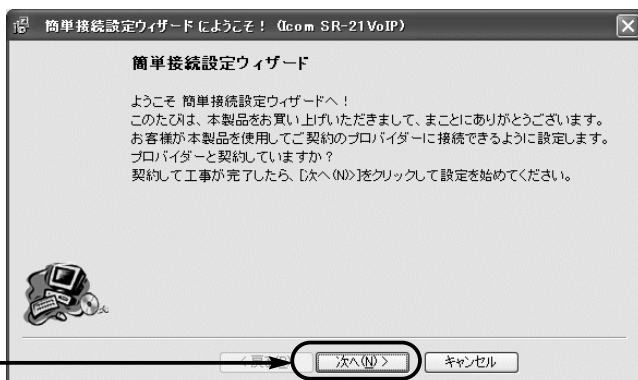 簡単接続設定ウィザード にようこそ！ (Icom SR-21VoIP)
簡単接続設定ウィザード
ようこそ 簡単接続設定ウィザードへ！
このたびは、本製品をお買い上げいただきまして、まことにありがとうございます。
お客様が本製品を使用してご契約のプロバイダーに接続できるように設定します。
プロバイダーと契約していますか？
契約して工事が完了したら、[次へ(N)>]をクリックして設定を始めてください。
次へ(N) >
キャンセル